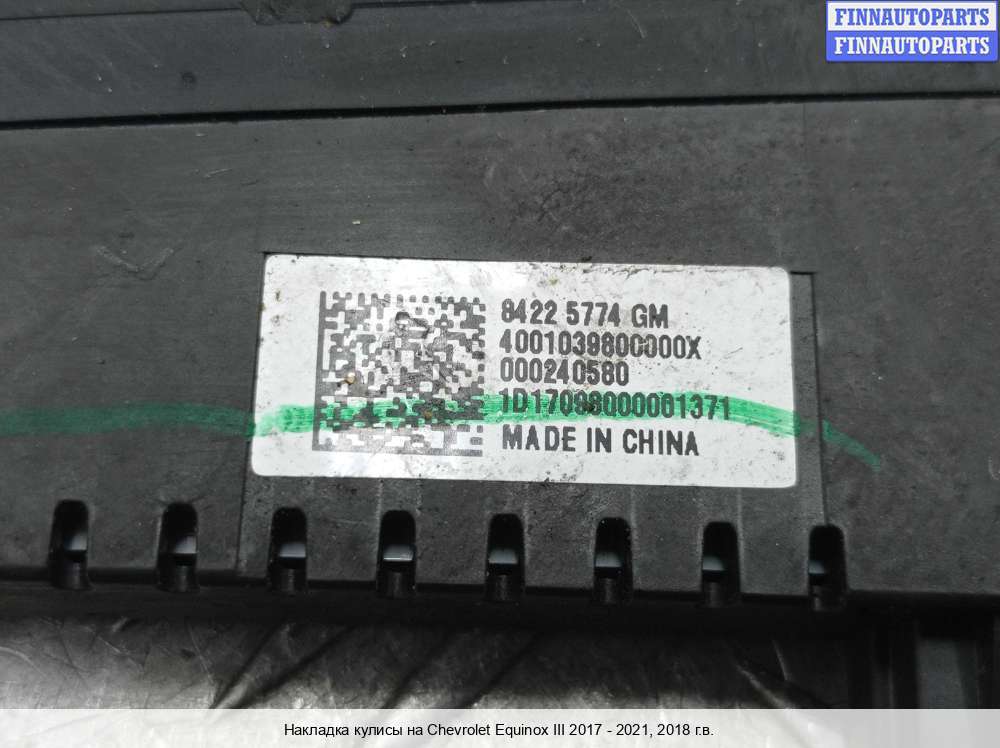 FINNAUTOPARTS
FINNAUTOPARTS
8422 5774 GM
4001039800000X
000240580
1D17098000001371
MADE IN CHINA
Накладка кулисы на Chevrolet Equinox III 2017 - 2021, 2018 г.в.